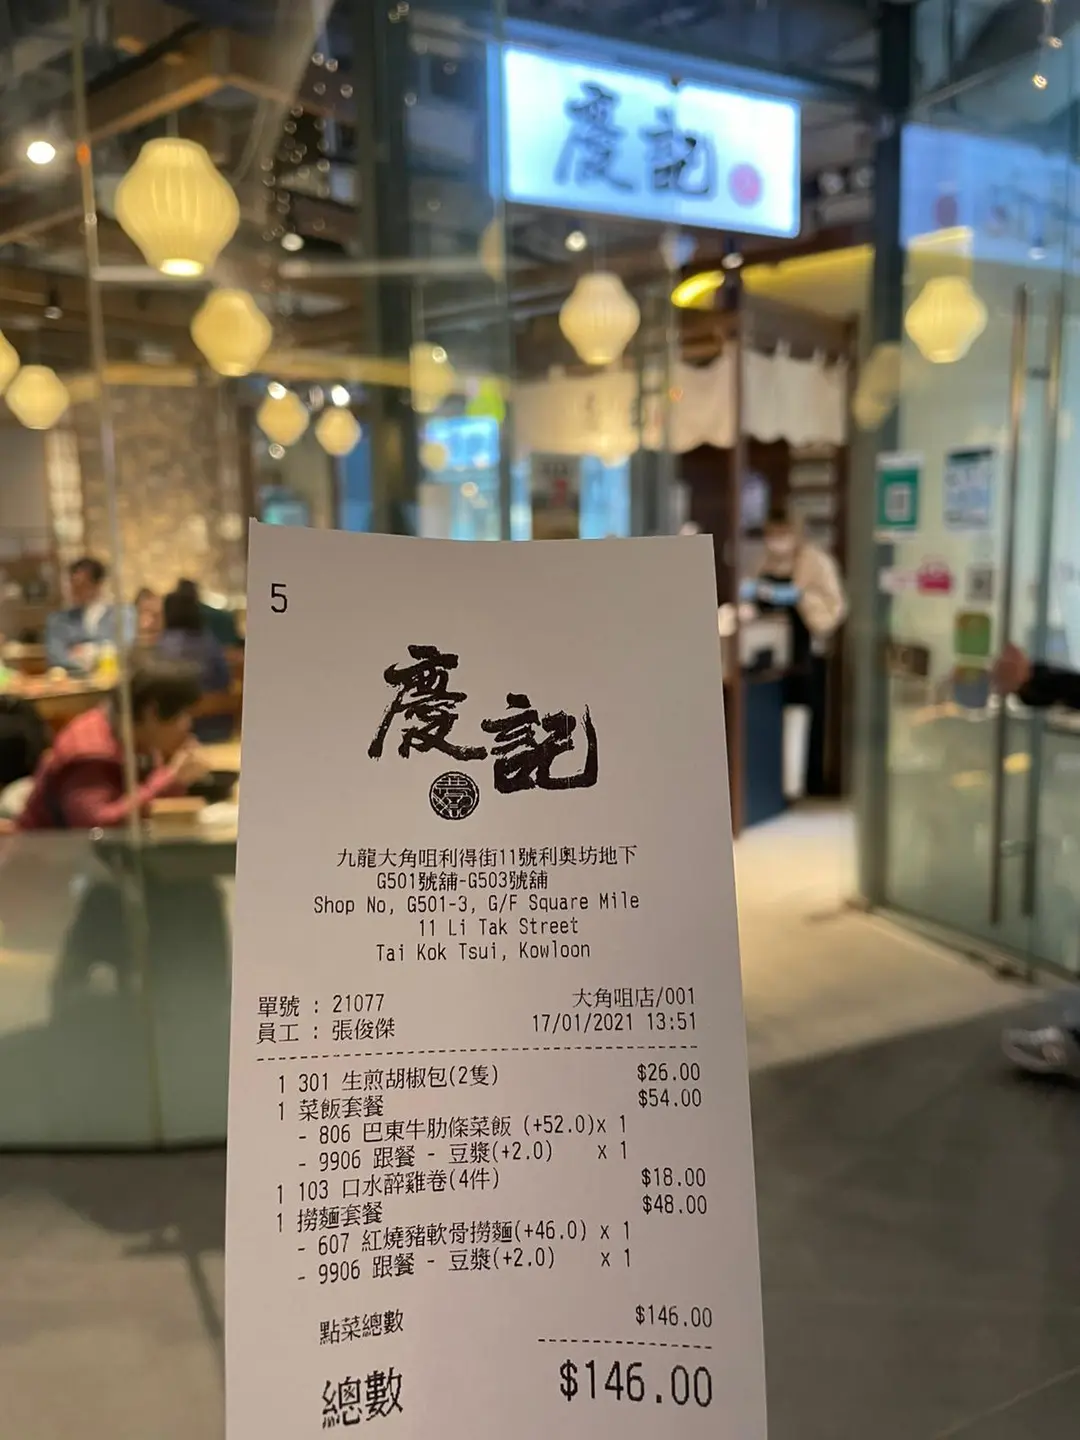 慶記
5
慶記
九龍大角咀利得街11號利奧坊地下
G501號舖-G503號舖
Shop No, G501-3, G/F Square Mile
11 Li Tak Street
Tai Kok Tsui, Kowloon
單號 : 21077 大角咀店/001
員工 : 張俊傑 17/01/2021 13:51
1 301 生煎胡椒包(2隻) $26.00
1 菜飯套餐 $54.00
- 806 巴東牛肋條菜飯 (+52.0)x 1
- 9906 跟餐 - 豆漿(+2.0) x 1
1 103 口水醉雞卷(4件) $18.00
1 撈麵套餐 $48.00
- 607 紅燒豬軟骨撈麵(+46.0) x 1
- 9906 跟餐 - 豆漿(+2.0) x 1
點菜總數 $146.00
總數 $146.00